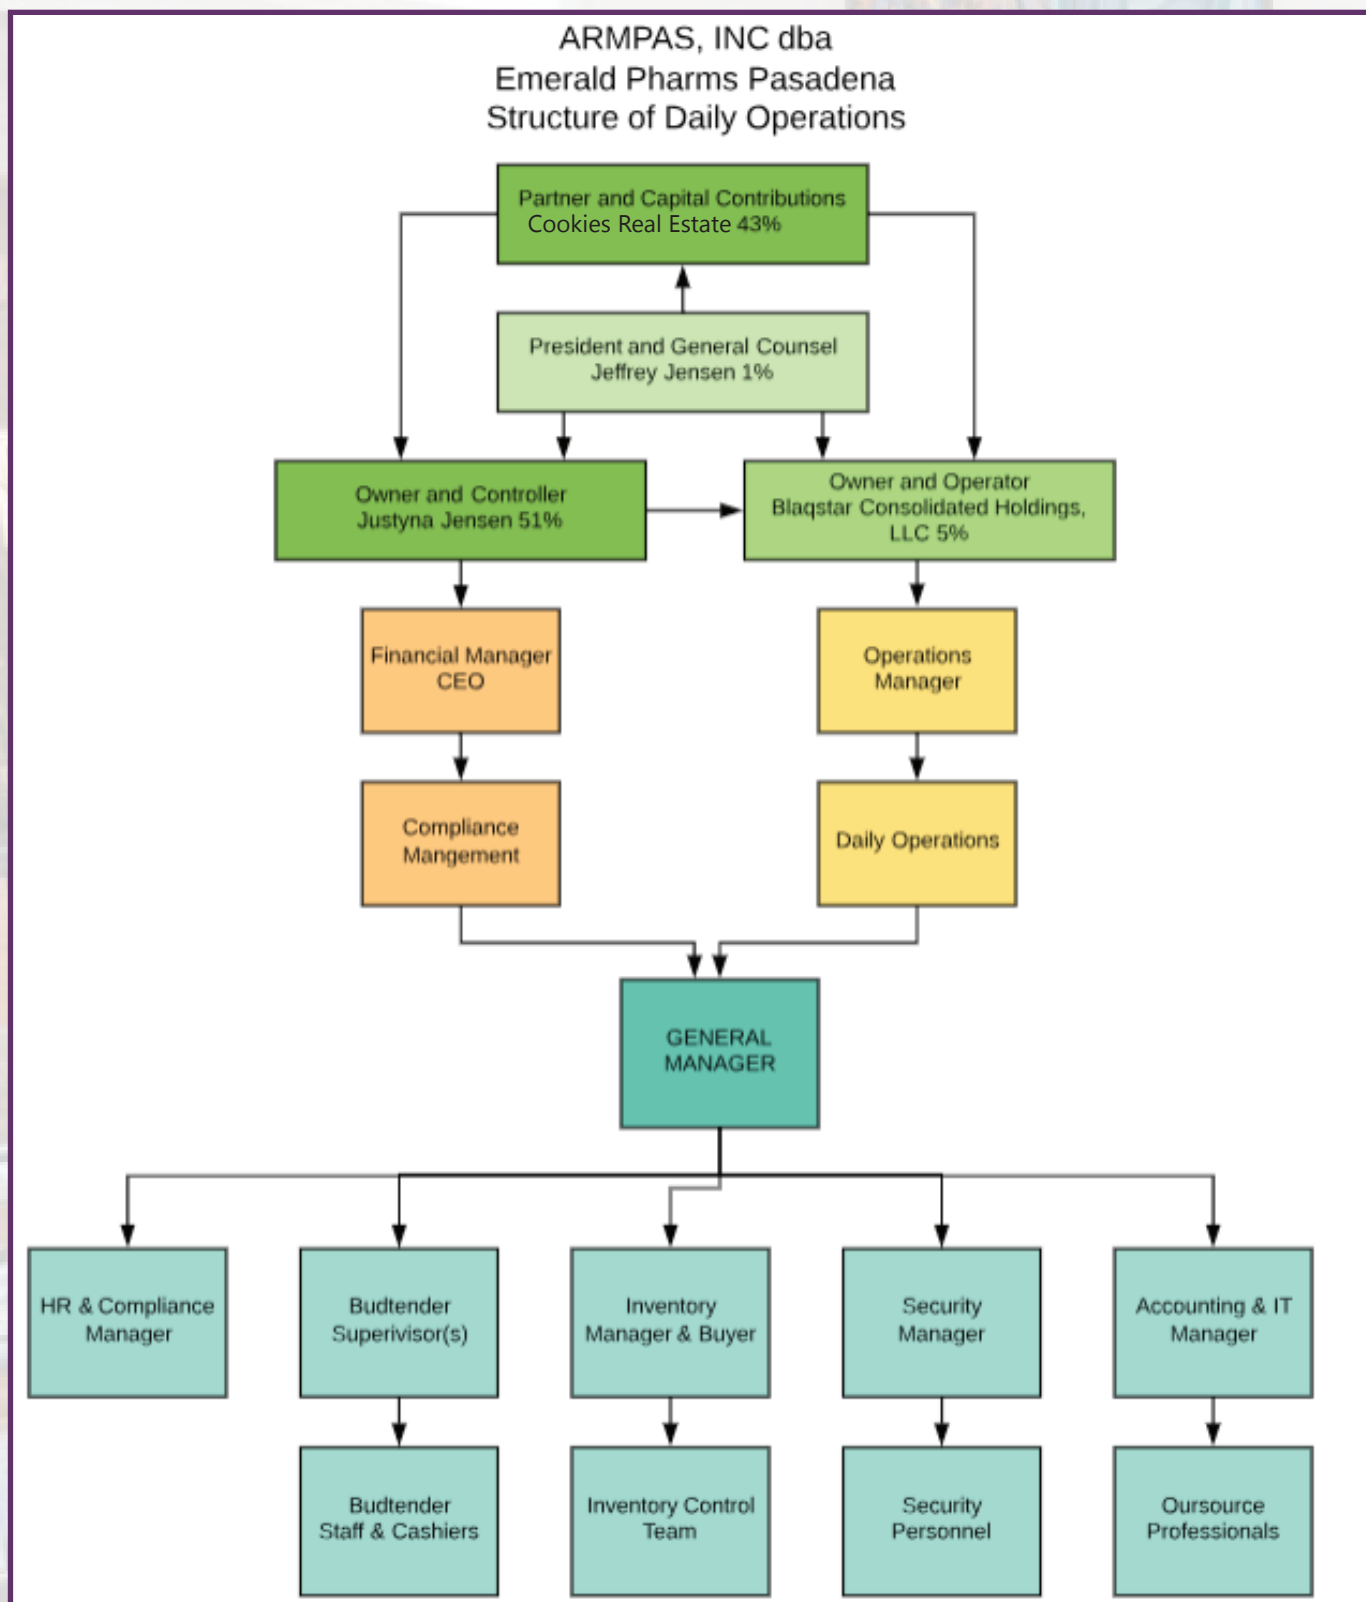 ARMPAS, INC dba
Emerald Pharms Pasadena
Structure of Daily Operations
Partner and Capital Contributions
Cookies Real Estate 43%
President and General Counsel
Jeffrey Jensen 1%
Owner and Controller
Justyna Jensen 51%
Owner and Operator
Blaqstar Consolidated Holdings,
LLC 5%
Financial Manager
CEO
Operations
Manager
Compliance
Mangement
Daily Operations
GENERAL
MANAGER
HR & Compliance
Manager
Budtender
Superivisor(s)
Inventory
Manager & Buyer
Security
Manager
Accounting & IT
Manager
Budtender
Staff & Cashiers
Inventory Control
Team
Security
Personnel
Oursource
Professionals